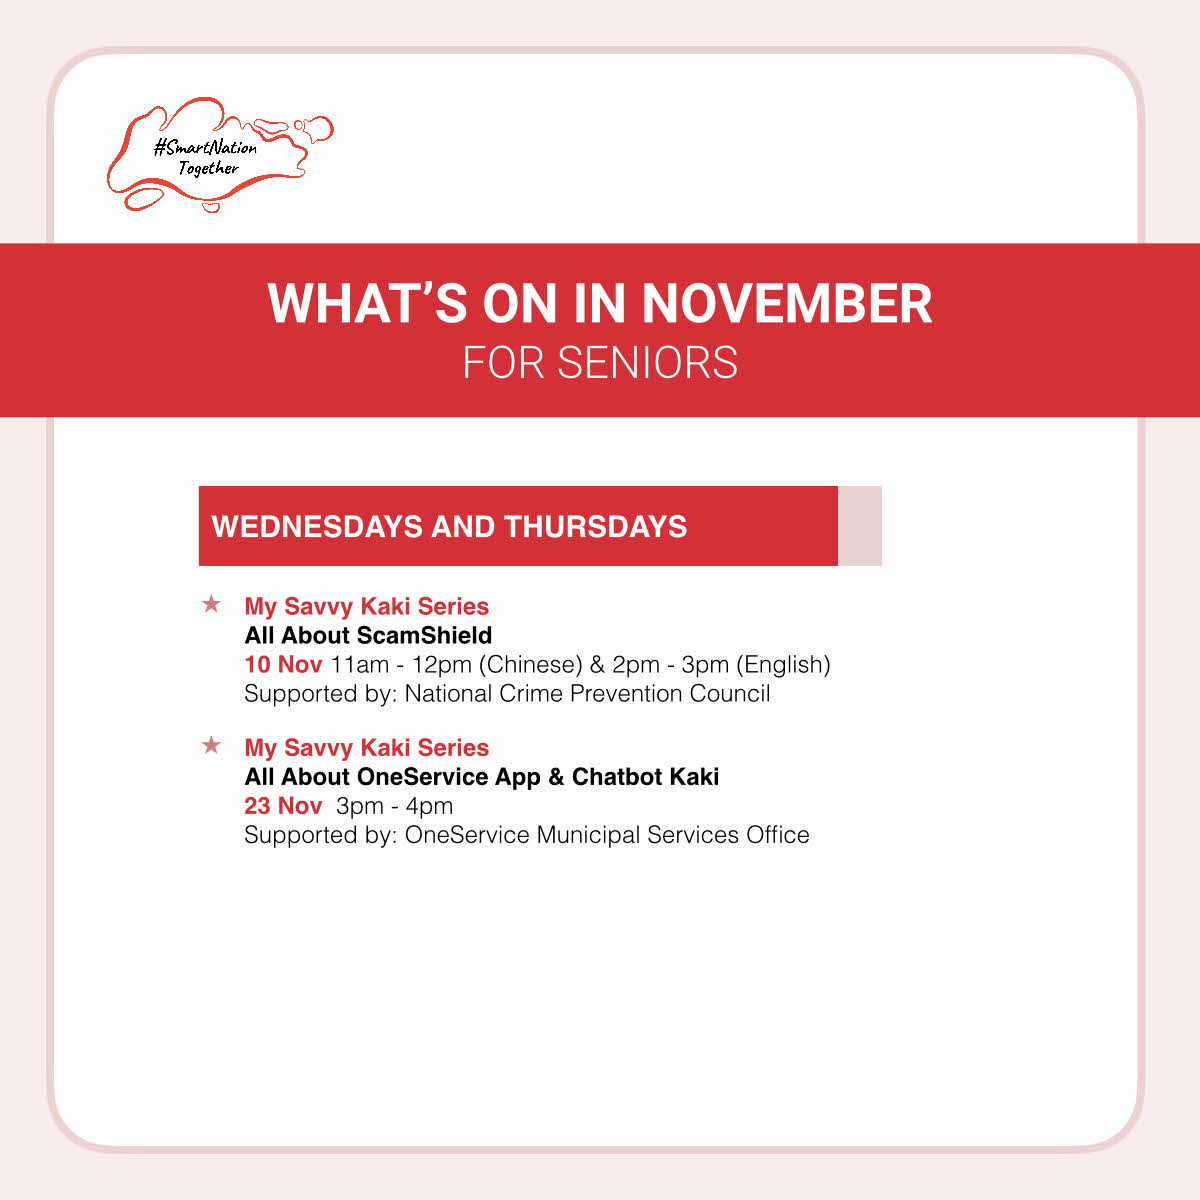 #SmartNation
Together
WHAT’S ON IN NOVEMBER
FOR SENIORS
WEDNESDAYS AND THURSDAYS
★ My Savvy Kaki Series
All About ScamShield
10 Nov 11am - 12pm (Chinese) & 2pm - 3pm (English)
Supported by: National Crime Prevention Council
★ My Savvy Kaki Series
All About OneService App & Chatbot Kaki
23 Nov 3pm - 4pm
Supported by: OneService Municipal Services Office